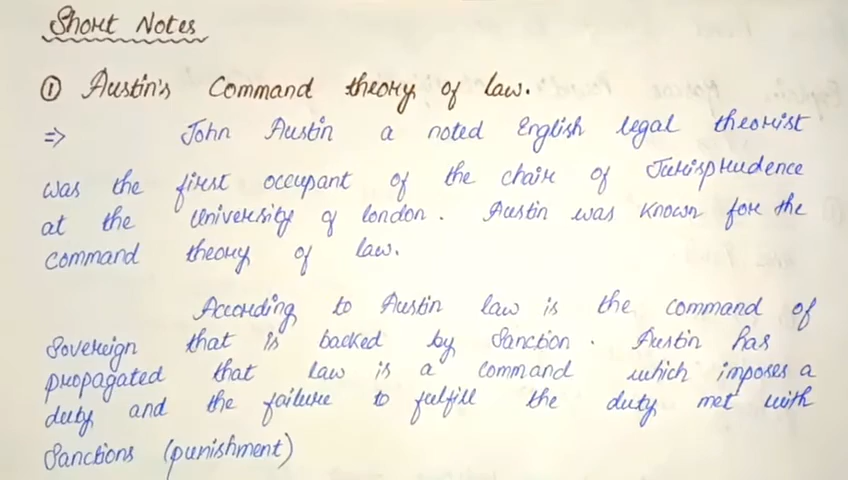 Short Notes
① Austin's Command theory of law.
⇒ John Austin a noted English legal theorist
was the first occupant of the chair of Jurisprudence
at the University of London. Austin was known for the
command theory of law.
According to Austin law is the command of
Sovereign that is backed by Sanction. Austin has
propagated that law is a command which imposes a
duty and the failure to fulfill the duty met with
Sanctions (punishment)